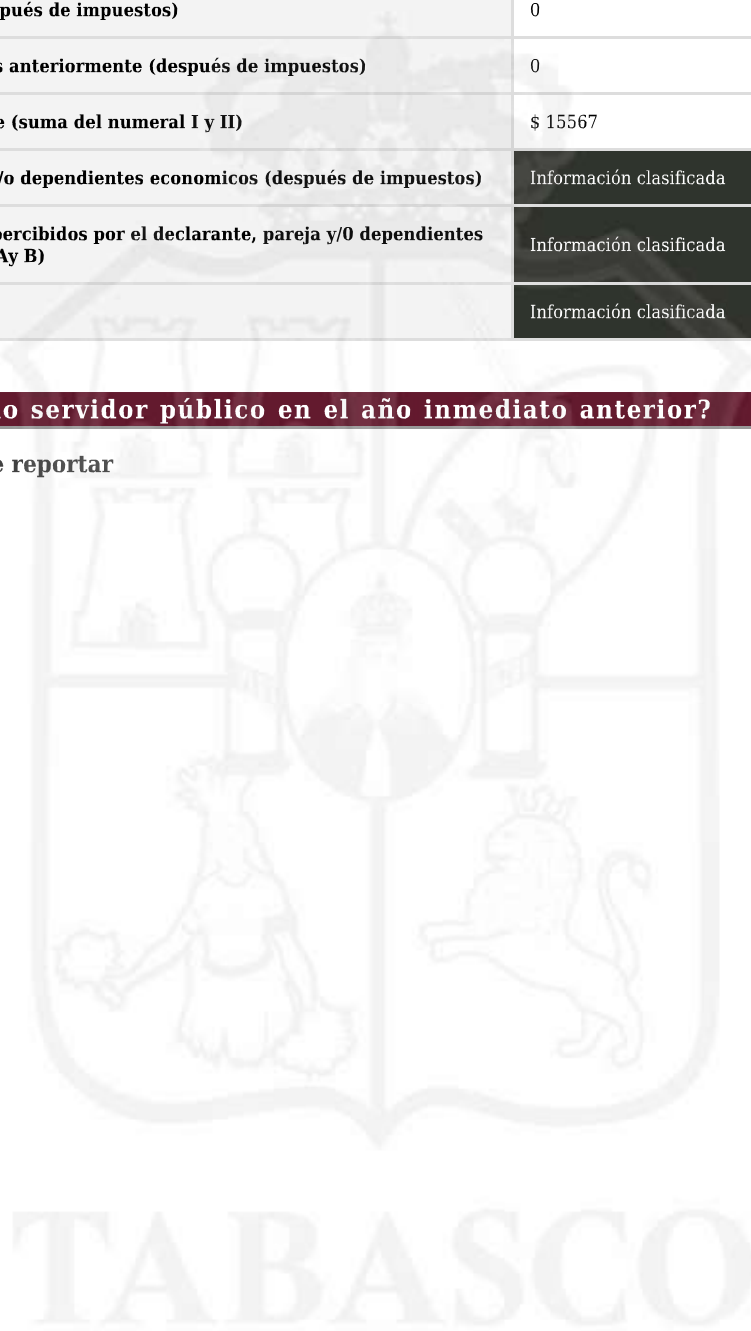 pués de impuestos) 0
s anteriormente (después de impuestos) 0
e (suma del numeral I y II) $ 15567
/o dependientes economicos (después de impuestos) Información clasificada
percibidos por el declarante, pareja y/0 dependientes
Ay B) Información clasificada
Información clasificada
o servidor público en el año inmediato anterior?
e reportar
TABASCO